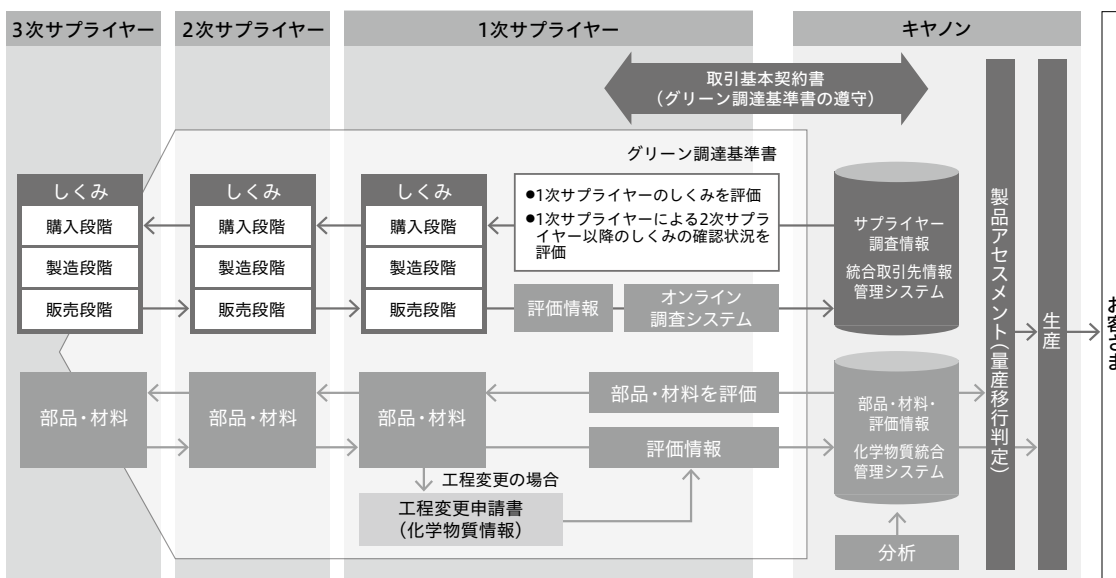 3次サプライヤー
2次サプライヤー
1次サプライヤー
キヤノン
取引基本契約書
（グリーン調達基準書の遵守）
グリーン調達基準書
しくみ
購入段階
製造段階
販売段階
しくみ
購入段階
製造段階
販売段階
しくみ
購入段階
製造段階
販売段階
●1次サプライヤーのしくみを評価
●1次サプライヤーによる2次サプラ
イヤー以降のしくみの確認状況を
評価
評価情報
オンライン
調査システム
サプライヤー
調査情報
統合取引先情報
管理システム
部品・材料
部品・材料
部品・材料
部品・材料を評価
評価情報
工程変更の場合
工程変更申請書
（化学物質情報）
部品・材料・
評価情報
化学物質統合
管理システム
分析
製品アセスメント（量産移行判定）
生産
お客さま